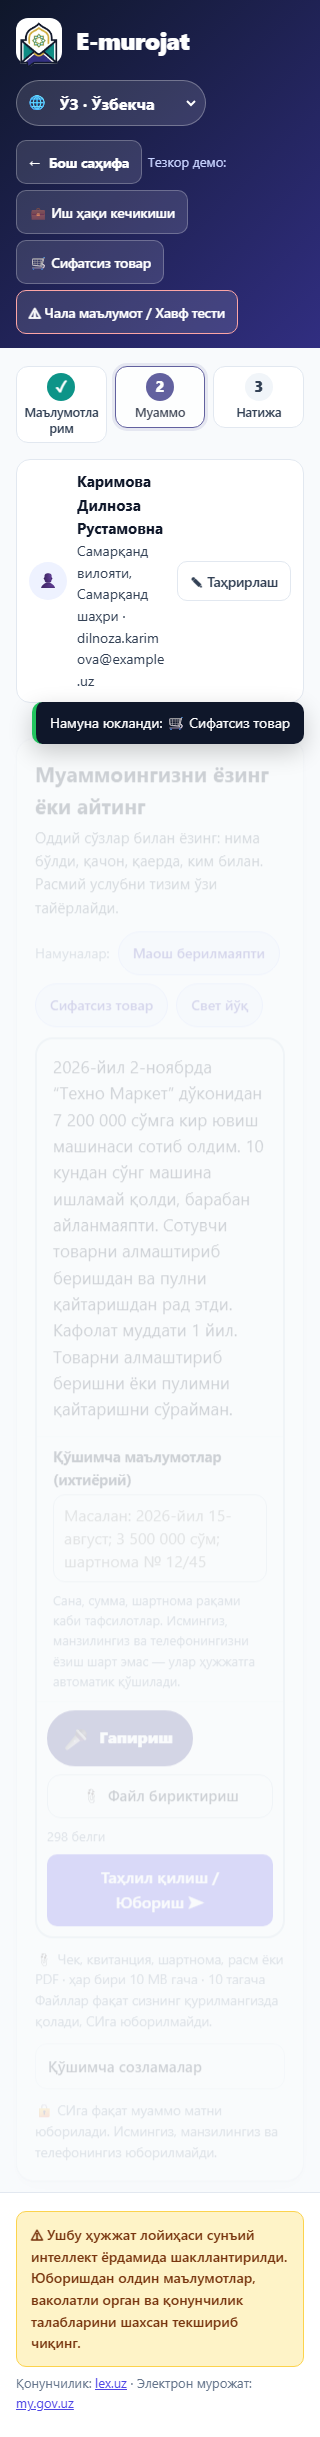 E-murojat
ЎЗ · Ўзбекча
← Бош саҳифа Тезкор демо:
Иш ҳақи кечикиши
Сифатсиз товар
⚠ Чала маълумот / Хавф тести
✓ 2 3
Маълумотла
рим
Муаммо
Натижа
Каримова
Дилноза
Рустамовна
Самарқанд
вилояти,
Самарқанд
шаҳри ·
dilnoza.karim
ova@example
.uz
✎ Таҳрирлаш
Намуна юкланди: 🛒 Сифатсиз товар
Муаммоингизни ёзинг
ёки айтинг
Оддий сўзлар билан ёзинг: нима
бўлди, қачон, қаерда, ким билан.
Расмий услубни тизим ўзи
тайёрлайди.
Намуналар: Маош берилмаяпти
Сифатсиз товар Свет йўқ
2026-йил 2-ноябрда
“Техно Маркет” дўконидан
7 200 000 сўмга кир ювиш
машинаси сотиб олдим. 10
кундан сўнг машина
ишламай қолди, барабан
айланмаяпти. Сотувчи
товарни алмаштириб
беришдан ва пулни
қайтаришдан рад этди.
Кафолат муддати 1 йил.
Товарни алмаштириб
беришни ёки пулимни
қайтаришни сўрайман.
Қўшимча маълумотлар
(ихтиёрий)
Масалан: 2026-йил 15-
август; 3 500 000 сўм;
шартнома № 12/45
Сана, сумма, шартнома рақами
каби тафсилотлар. Исмингиз,
манзилингиз ва телефонингизни
ёзиш шарт эмас — улар ҳужжатга
автоматик қўшилади.
Гапириш
Файл бириктириш
298 белги
Таҳлил қилиш /
Юбориш ➤
Чек, квитанция, шартнома, расм ёки
PDF · ҳар бири 10 МВ гача · 10 тагача
Файллар фақат сизнинг қурилмангизда
қолади, СИга юборилмайди.
Қўшимча созламалар
🔒 СИга фақат муаммо матни
юборилади. Исмингиз, манзилингиз ва
телефонингиз юборилмайди.
⚠ Ушбу ҳужжат лойиҳаси сунъий
интеллект ёрдамида шакллантирилди.
Юборишдан олдин маълумотлар,
ваколатли орган ва қонунчилик
талабларини шахсан текшириб
чиқинг.
Қонунчилик: lex.uz · Электрон мурожат:
my.gov.uz